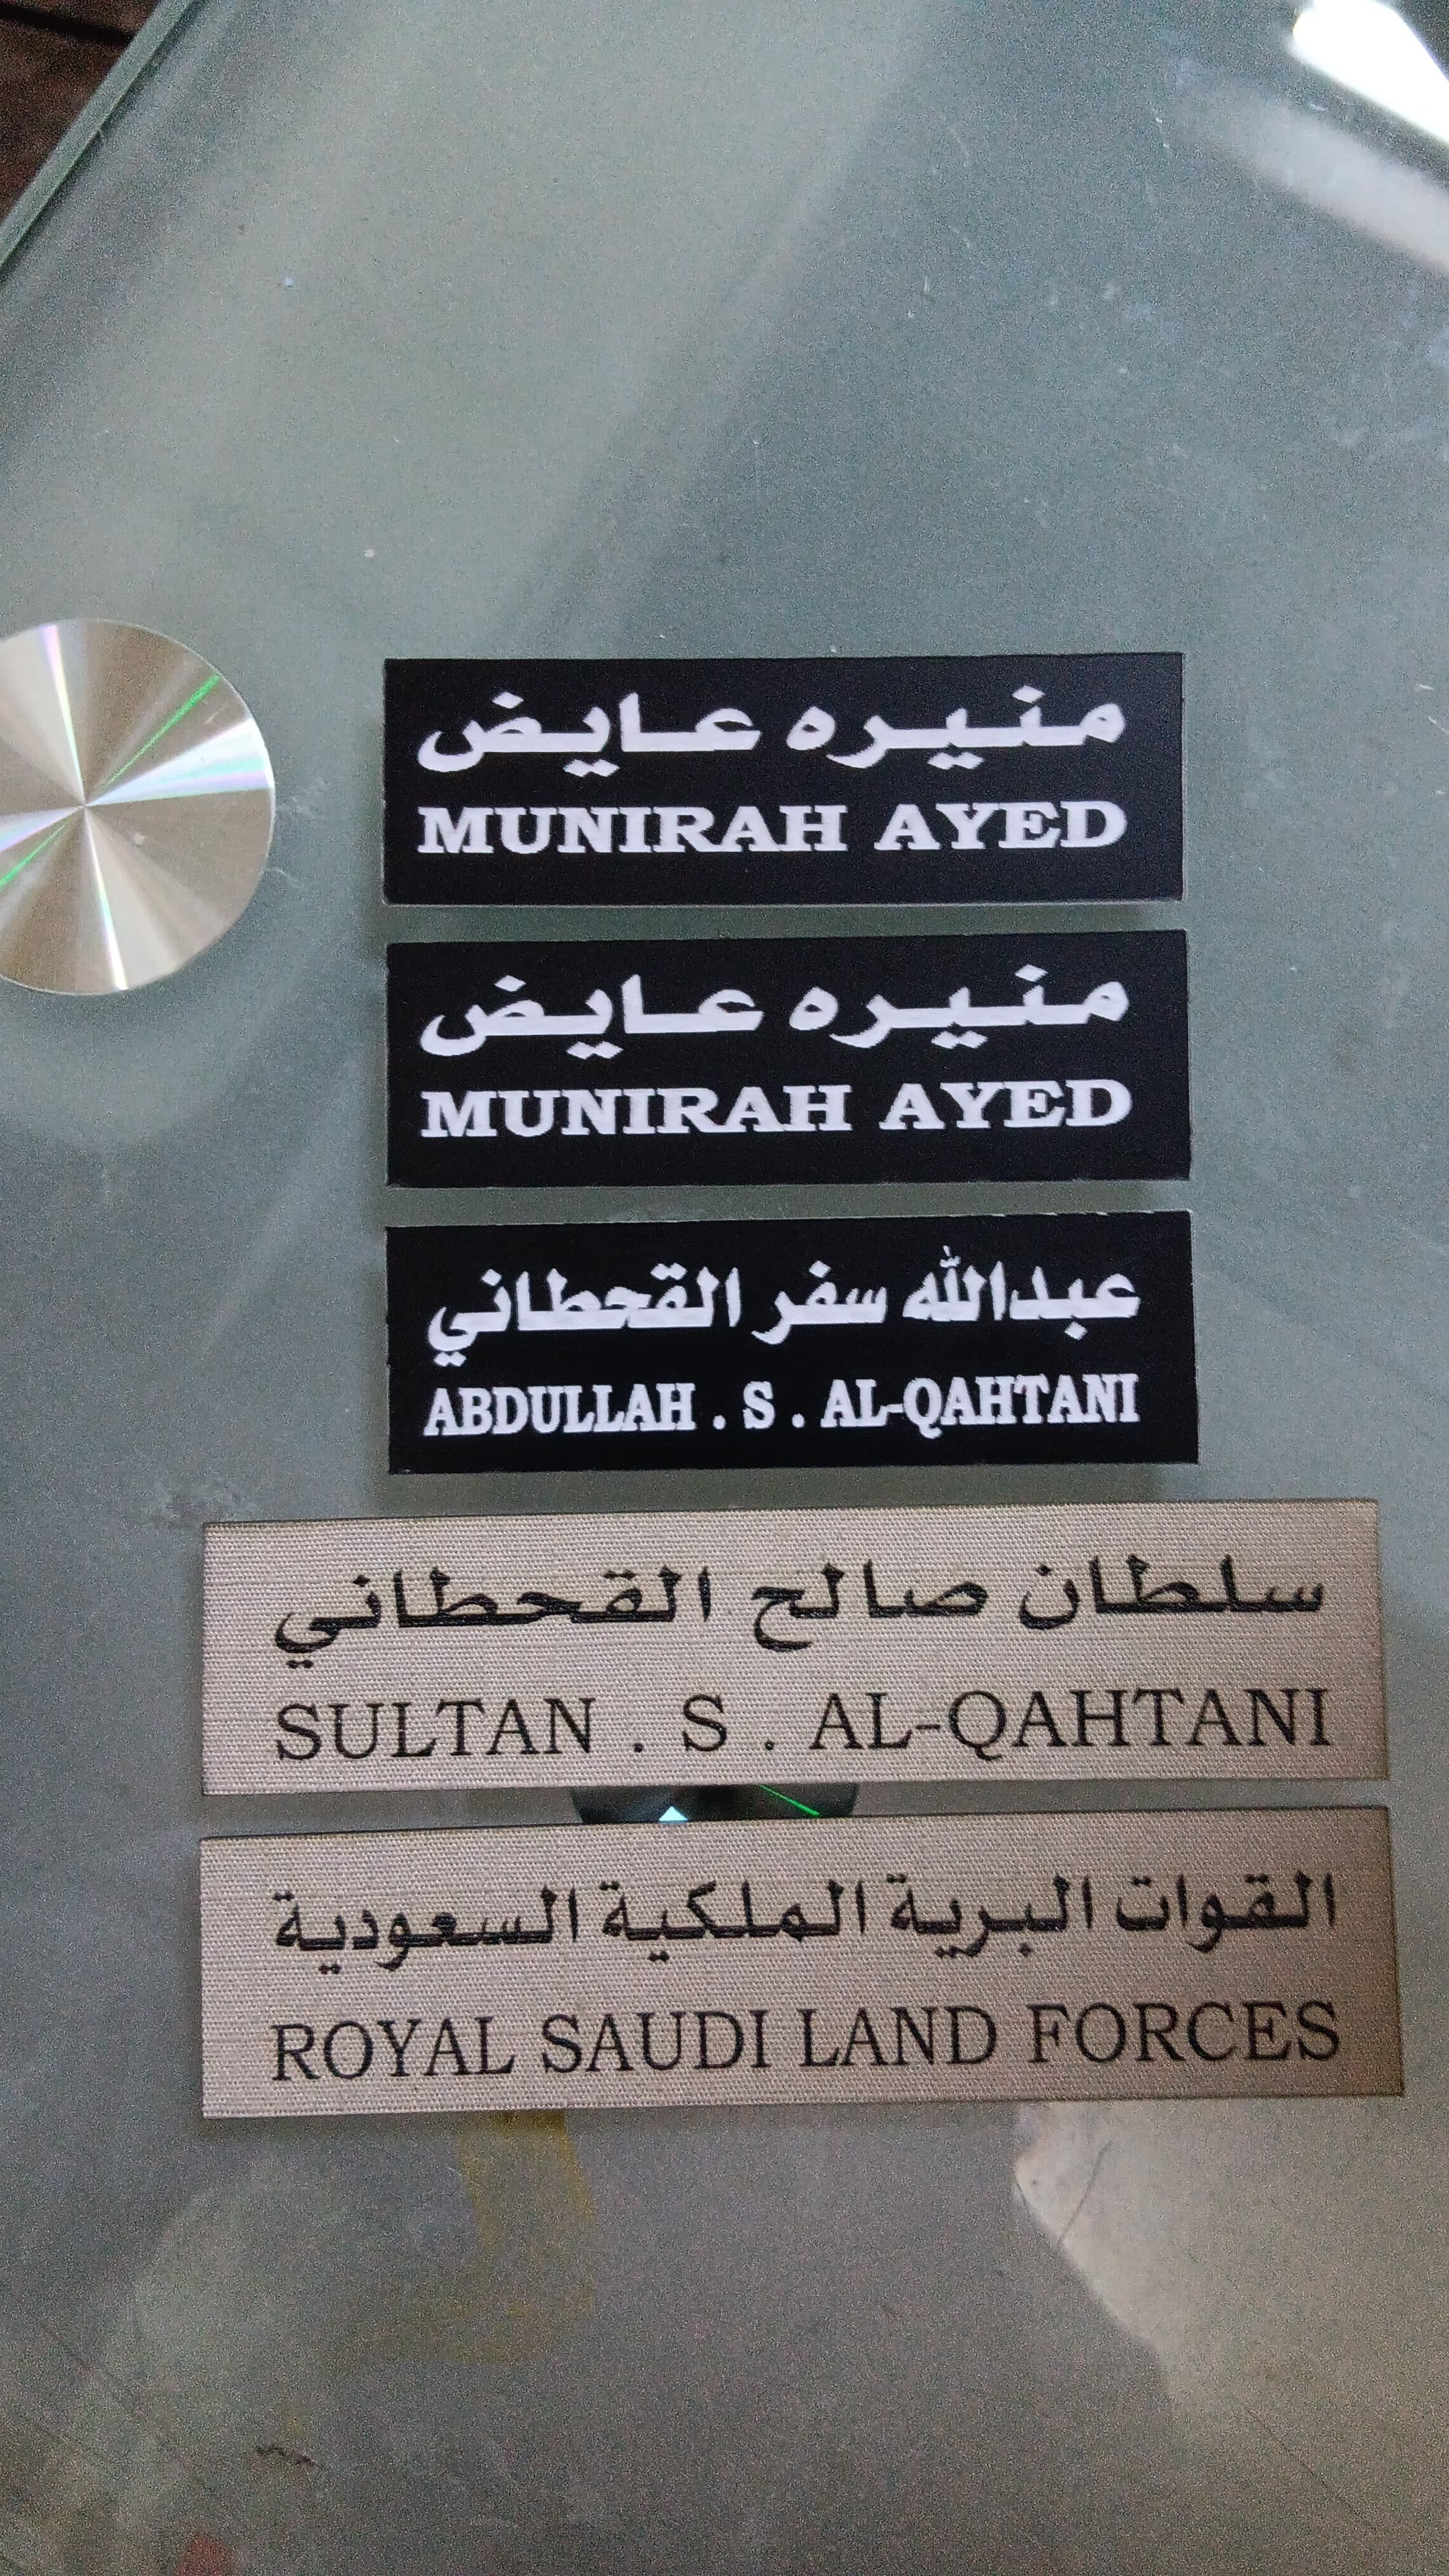 منيره عايض
MUNIRAH AYED
منيره عايض
MUNIRAH AYED
عبدالله سفر القحطاني
ABDULLAH . S . AL-QAHTANI
سلطان صالح القحطاني
SULTAN . S . AL-QAHTANI
القوات البرية الملكية السعودية
ROYAL SAUDI LAND FORCES